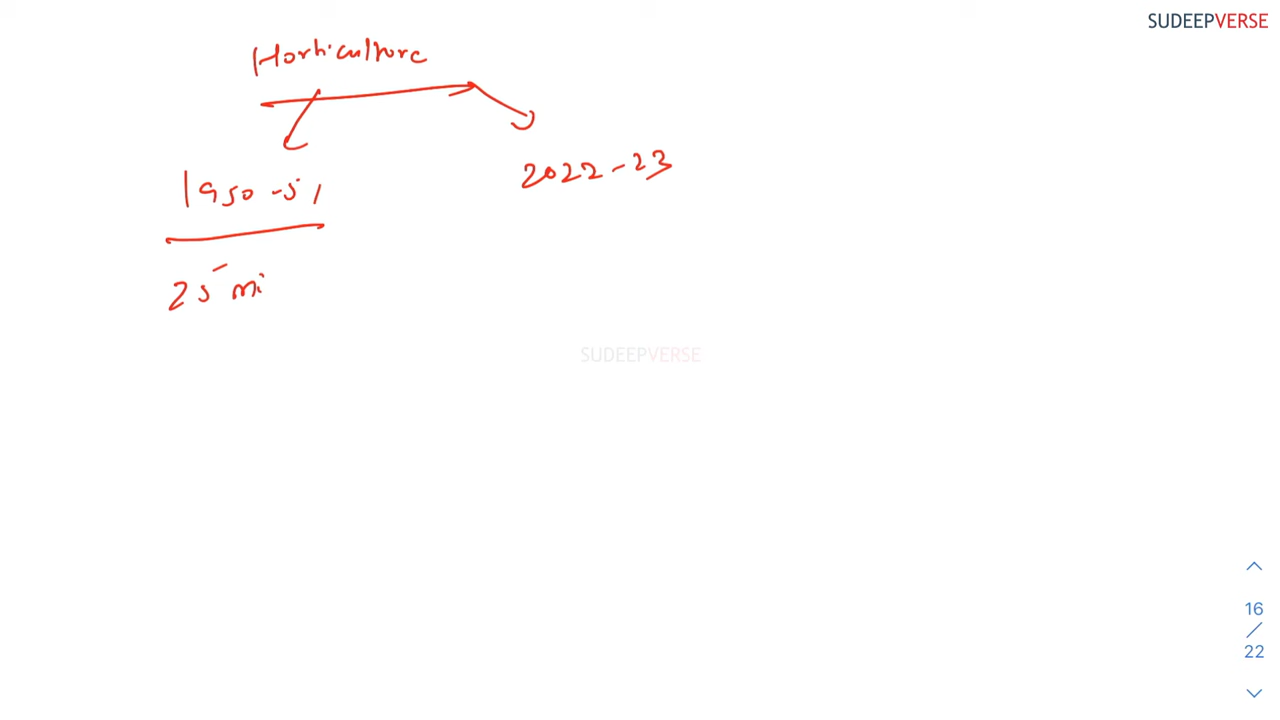 SUDEEPVERSE
Horticulture
1950-51
2022-23
25 mi
SUDEEPVERSE
16
/
22